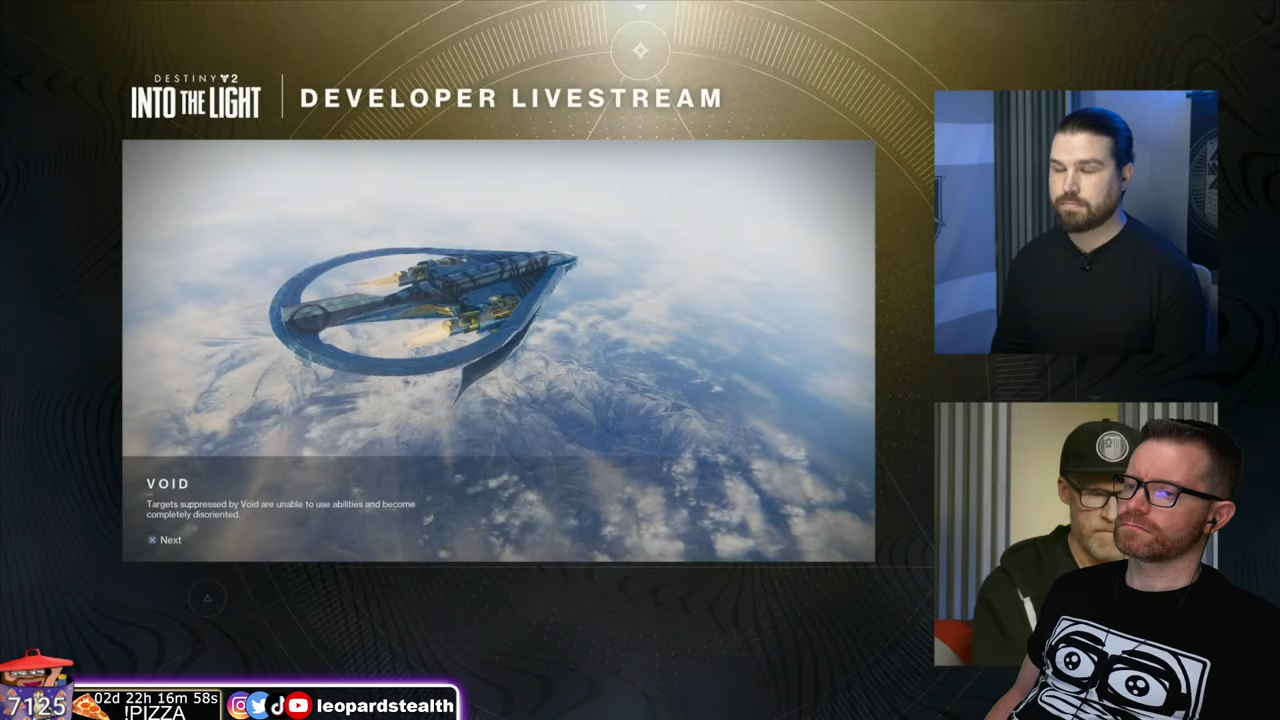 DESTINY 2
INTO THE LIGHT
DEVELOPER LIVESTREAM
VOID
Targets suppressed by Void are unable to use abilities and become
completely disoriented.
Next
7125
02d 22h 16m 58s
!PIZZA
leopardstealth